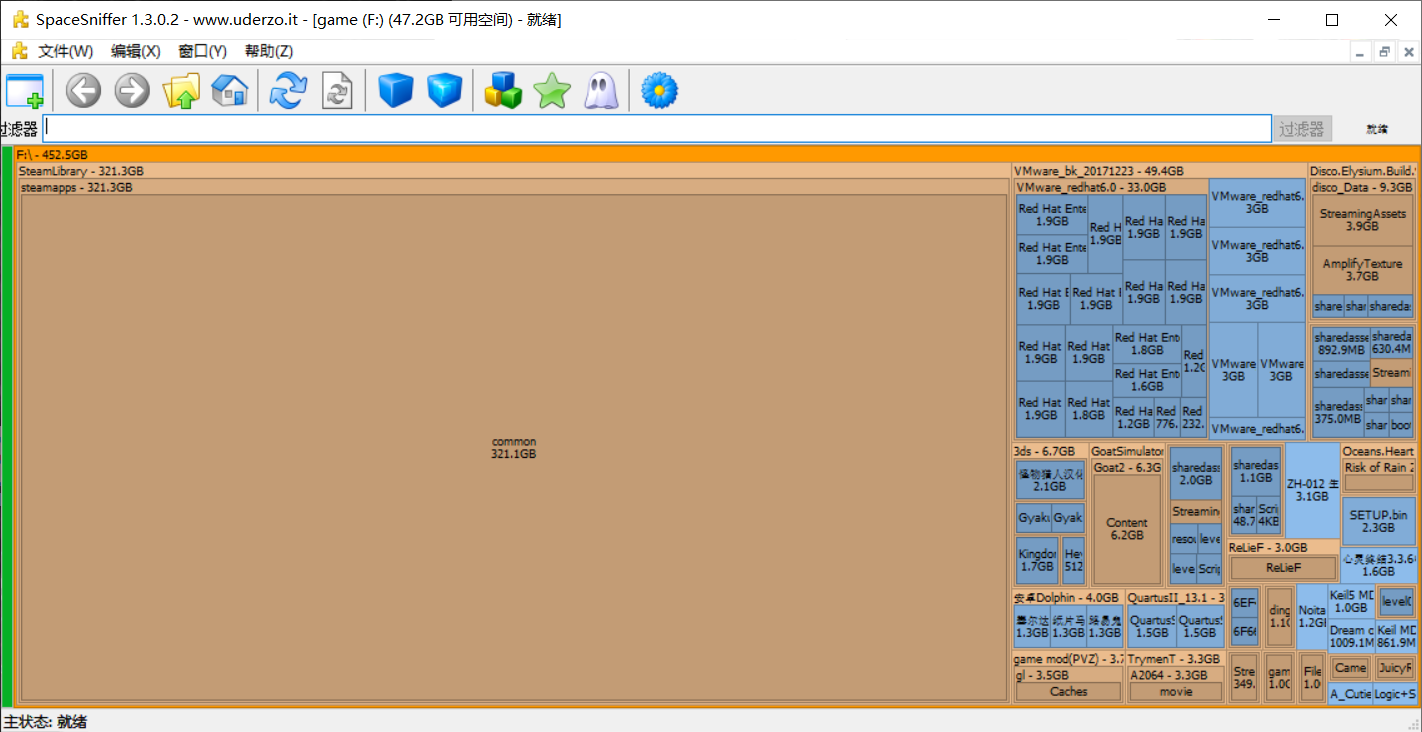 SpaceSniffer 1.3.0.2 - www.uderzo.it - [game (F:) (47.2GB 可用空间) - 就绪]
文件(W) 编辑(X) 窗口(Y) 帮助(Z)
过滤器 过滤器 就绪
F:\ - 452.5GB
SteamLibrary - 321.3GB
steamapps - 321.3GB
common
321.1GB
VMware_bk_20171223 - 49.4GB
VMware_redhat6.0 - 33.0GB
Red Hat Ente
1.9GB
Red Hat Ente
1.9GB
Red H
1.9GB
Red Ha
1.9GB
Red Ha
1.9GB
Red Hat E
1.9GB
Red Hat
1.9GB
Red Ha
1.9GB
Red Ha
1.9GB
Red Hat
1.9GB
Red Hat
1.9GB
Red Hat Ent
1.8GB
Red Hat Ent
1.6GB
Red
1.2G
Red Hat
1.9GB
Red Hat
1.8GB
Red Ha
1.2GB
Red
776.
Red
232.
VMware_redhat6.
3GB
VMware_redhat6.
3GB
VMware_redhat6.
3GB
VMware
3GB
VMware
3GB
VMware_redhat6.
Disco.Elysium.Build.
disco_Data - 9.3GB
StreamingAssets
3.9GB
AmplifyTexture
3.7GB
share shar shareda
sharedasse
892.9MB
shareda
630.4M
sharedasse
Streami
sharedass
375.0MB
shar shar
shar boo
3ds - 6.7GB
怪物猎人汉化
2.1GB
Gyaku Gyak
Kingdor
1.7GB
He
512
GoatSimulator
Goat2 - 6.3G
Content
6.2GB
sharedass
2.0GB
Streamin
resou leve
leve Scrip
sharedas
1.1GB
shar
48.7
Scri
4KB
ZH-012 生
3.1GB
ReLieF - 3.0GB
ReLieF
Oceans.Heart
Risk of Rain 2
SETUP.bin
2.3GB
心灵终结3.3.6
1.6GB
安卓Dolphin - 4.0GB
塞尔达
1.3GB
纸片马
1.3GB
路易鬼
1.3GB
QuartusII_13.1 - 3
QuartusS
1.5GB
QuartusS
1.5GB
game mod(PVZ) - 3.7
gl - 3.5GB
Caches
TrymenT - 3.3GB
A2064 - 3.3GB
movie
6EF
6F6
ding
1.1G
Noita
1.2GB
Keil5 MD
1.0GB
level
Dream c
1009.1M
Keil MD
861.9M
Stre
349.
gam
1.0G
File
1.0
Came JuicyF
A_Cutie Logic+S
主状态: 就绪